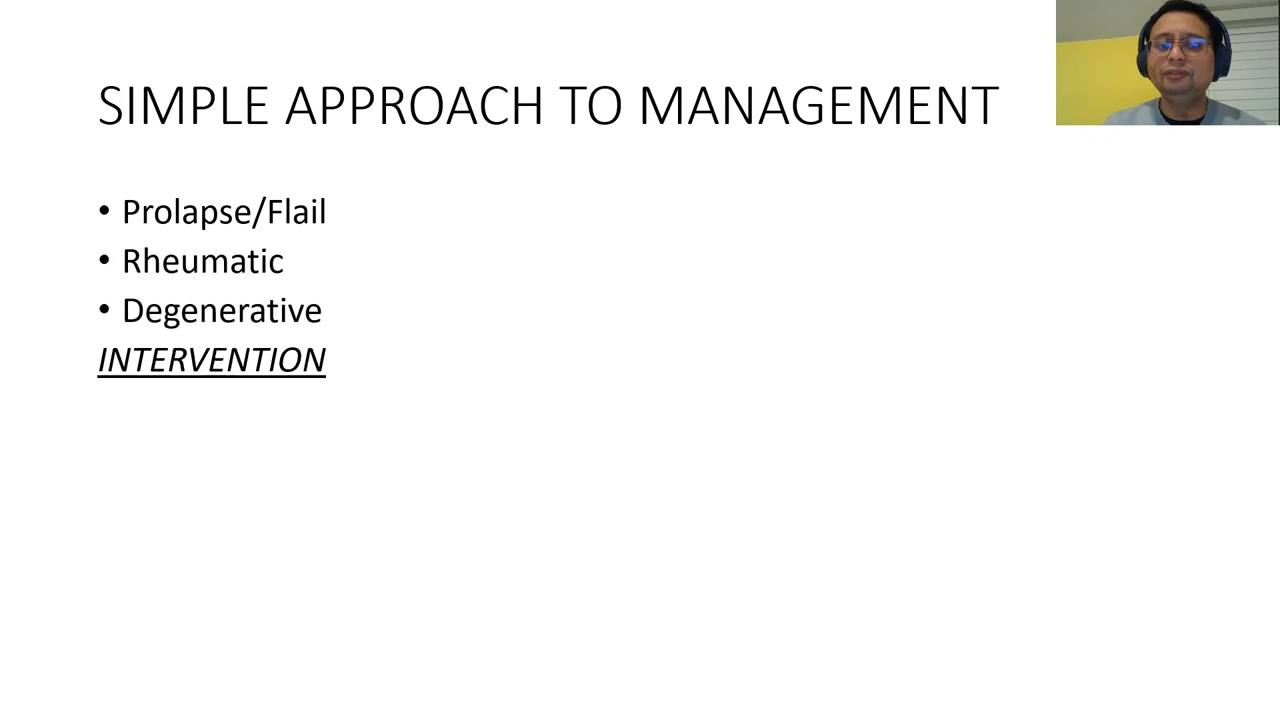 SIMPLE APPROACH TO MANAGEMENT
• Prolapse/Flail
• Rheumatic
• Degenerative
INTERVENTION